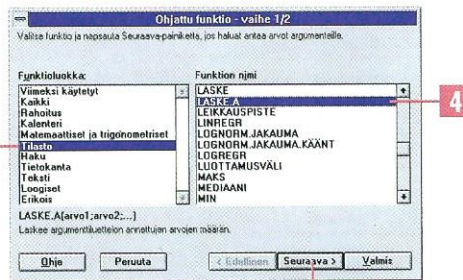 Ohjattu funktio - vaihe 1/2
Valitse funktio ja napsauta Seuraava-painiketta, jos haluat antaa arvot argumenteille.
Funktioluokka:
Viimeksi käytetyt
Kaikki
Rahoitus
Kalenteri
Matemaattiset ja trigonometriset
Tilasto
Haku
Tietokanta
Teksti
Loogiset
Erikois
Funktion nimi
LASKE
LASKE.A
LEIKKAUSPISTE
LINREGR
LOGNORM.JAKAUMA
LOGNORM.JAKAUMA.KÄÄNT
LOGREGR
LUOTTAMUSVÄLI
MAKS
MEDIAANI
MIN
4
LASKE.A(arvo1;arvo2;...)
Laskee argumenttiluettelon annettujen arvojen määrän.
Ohje
Peruuta
< Edellinen
Seuraava >
Valmis